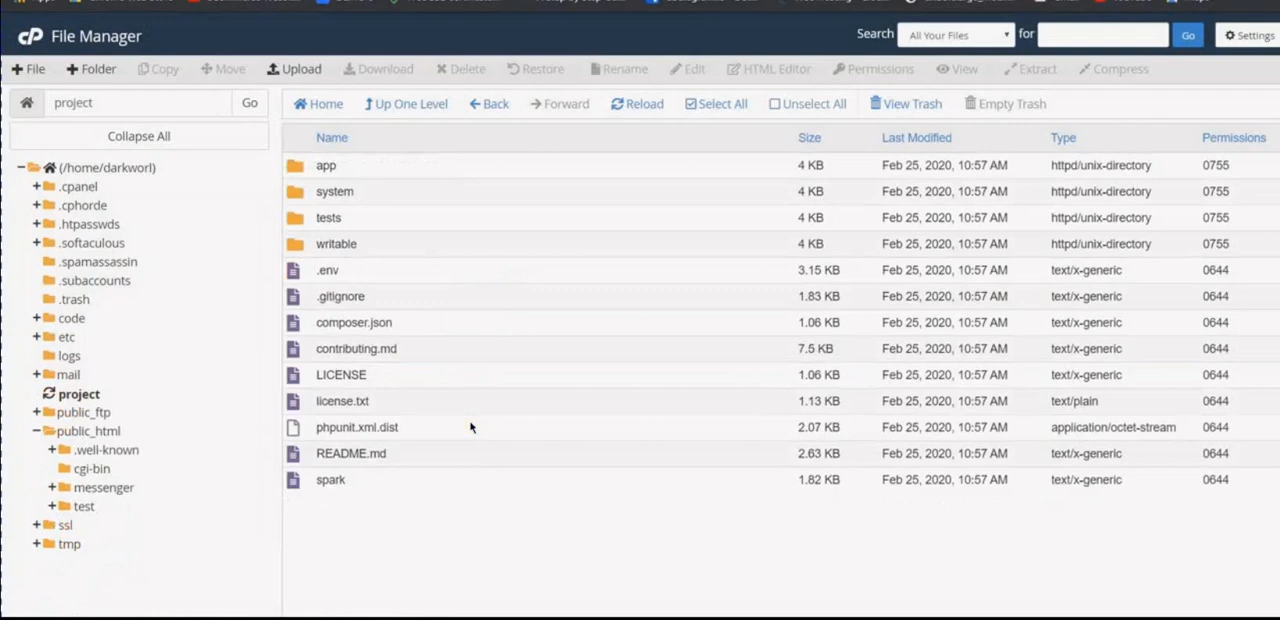 cP File Manager
Search All Your Files for Go Settings
+ File + Folder Copy Move Upload Download Delete Restore Rename Edit HTML Editor Permissions View Extract Compress
project Go Home Up One Level Back Forward Reload Select All Unselect All View Trash Empty Trash
Collapse All
Name Size Last Modified Type Permissions
(/home/darkworl)
.cpanel
.cphorde
.htpasswds
.softaculous
.spamassassin
.subaccounts
.trash
code
etc
logs
mail
project
public_ftp
public_html
.well-known
cgi-bin
messenger
test
ssl
tmp
app 4 KB Feb 25, 2020, 10:57 AM httpd/unix-directory 0755
system 4 KB Feb 25, 2020, 10:57 AM httpd/unix-directory 0755
tests 4 KB Feb 25, 2020, 10:57 AM httpd/unix-directory 0755
writable 4 KB Feb 25, 2020, 10:57 AM httpd/unix-directory 0755
.env 3.15 KB Feb 25, 2020, 10:57 AM text/x-generic 0644
.gitignore 1.83 KB Feb 25, 2020, 10:57 AM text/x-generic 0644
composer.json 1.06 KB Feb 25, 2020, 10:57 AM text/x-generic 0644
contributing.md 7.5 KB Feb 25, 2020, 10:57 AM text/x-generic 0644
LICENSE 1.06 KB Feb 25, 2020, 10:57 AM text/x-generic 0644
license.txt 1.13 KB Feb 25, 2020, 10:57 AM text/plain 0644
phpunit.xml.dist 2.07 KB Feb 25, 2020, 10:57 AM application/octet-stream 0644
README.md 2.63 KB Feb 25, 2020, 10:57 AM text/x-generic 0644
spark 1.82 KB Feb 25, 2020, 10:57 AM text/x-generic 0644